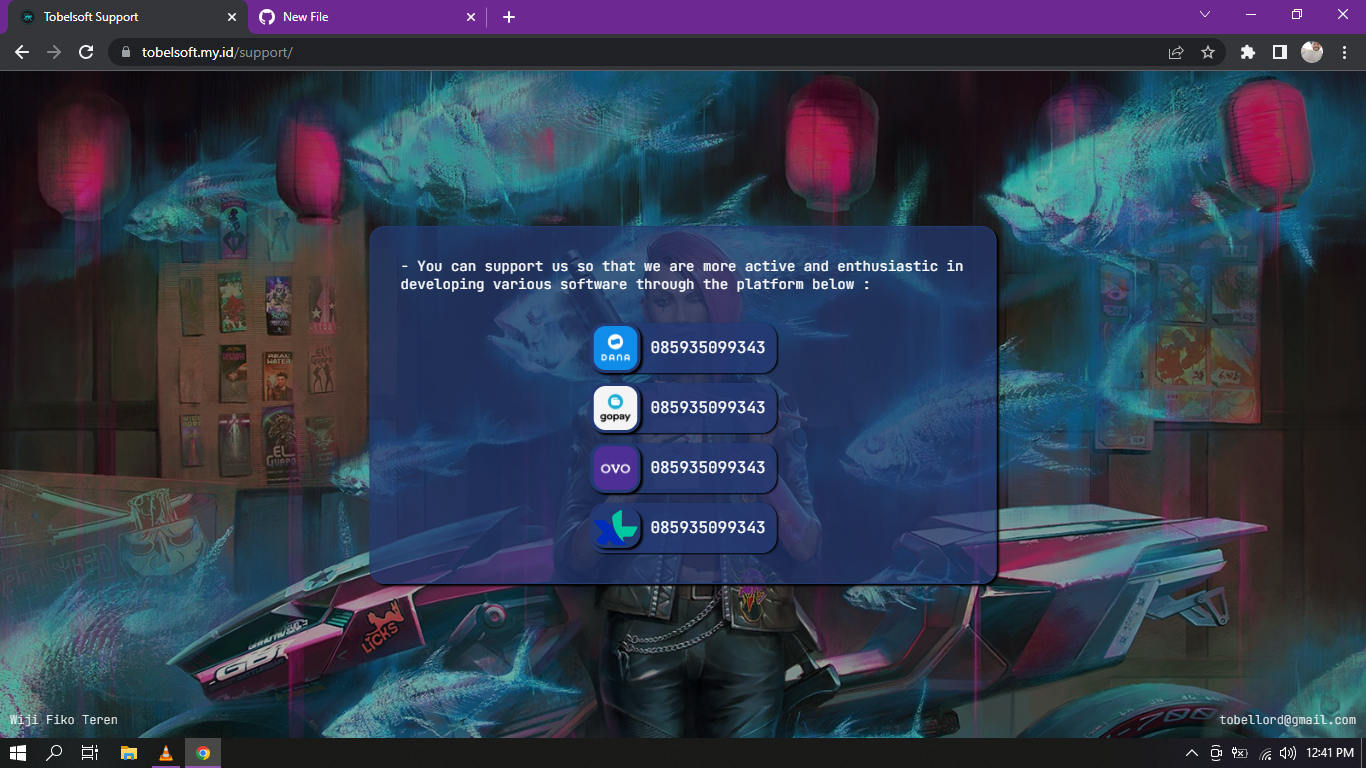 Tobelsoft Support
New File
tobelsoft.my.id/support/
- You can support us so that we are more active and enthusiastic in
developing various software through the platform below :
DANA
085935099343
gopay
085935099343
OVO
085935099343
XL
085935099343
LICKS
Wiji Fiko Teren
tobellord@gmail.com
12:41 PM